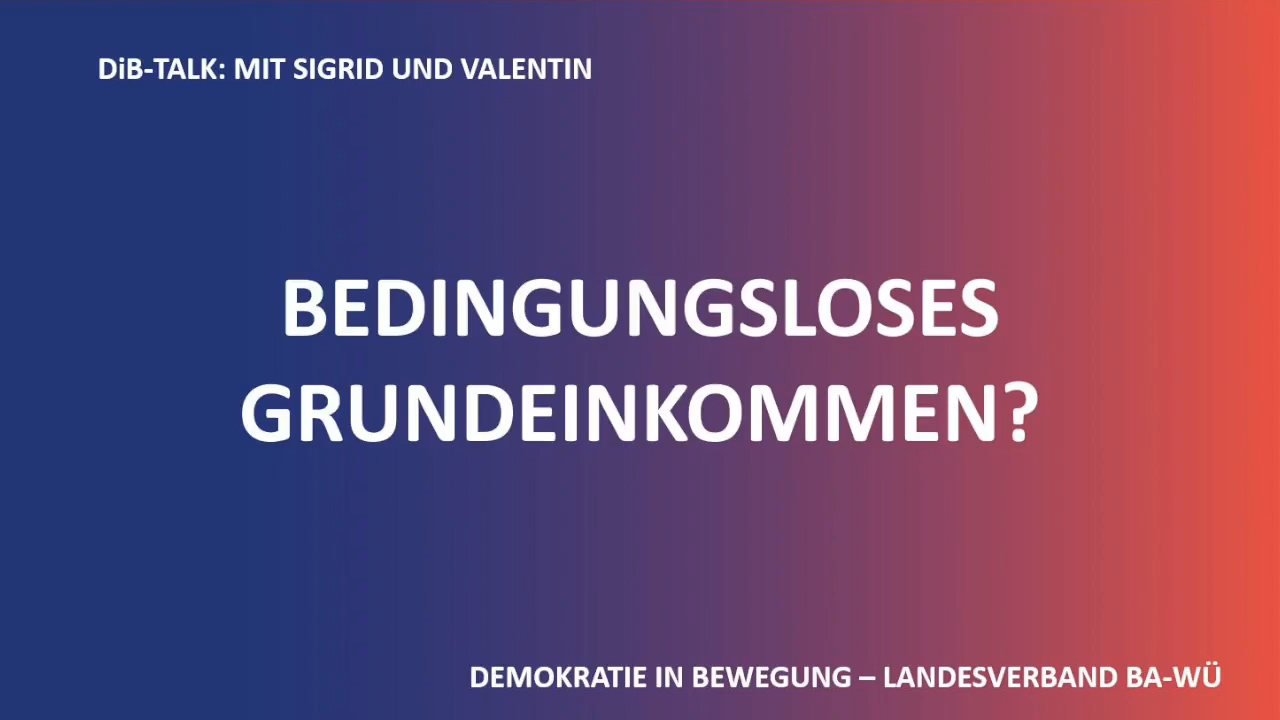 DiB-TALK: MIT SIGRID UND VALENTIN
BEDINGUNGSLOSES
GRUNDEINKOMMEN?
DEMOKRATIE IN BEWEGUNG – LANDESVERBAND BA-WÜ